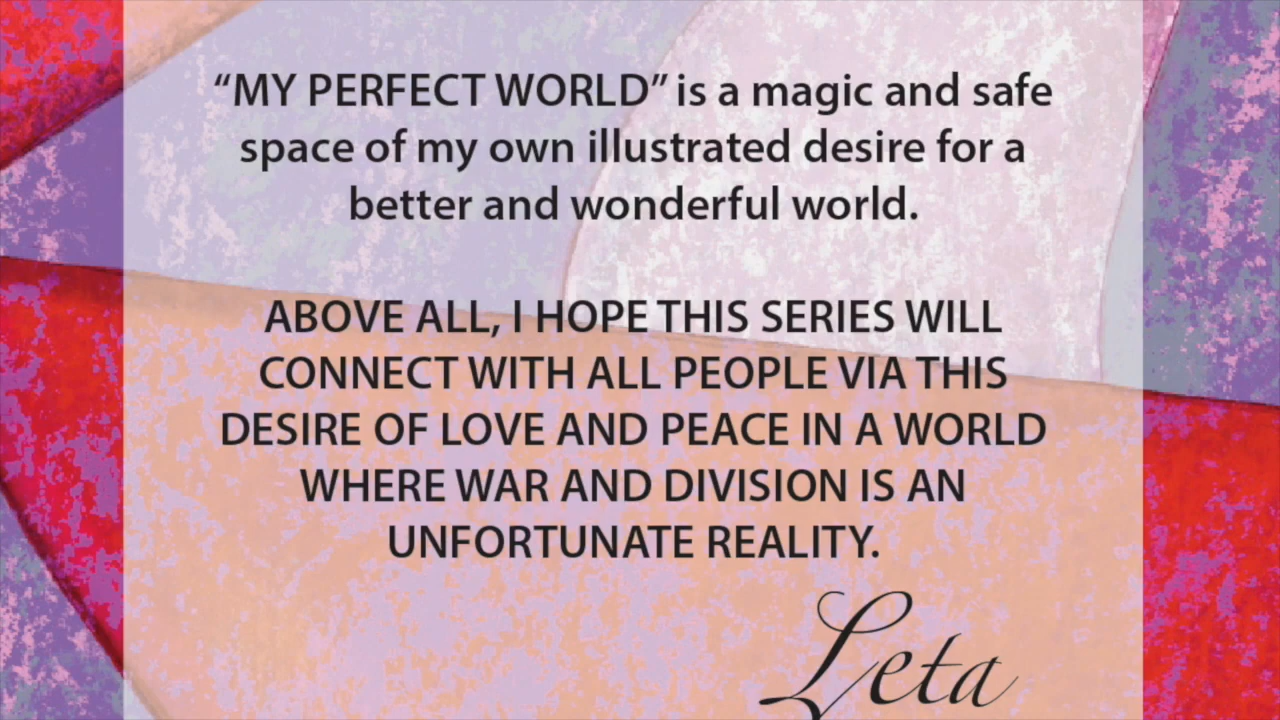 “MY PERFECT WORLD” is a magic and safe
space of my own illustrated desire for a
better and wonderful world.
ABOVE ALL, I HOPE THIS SERIES WILL
CONNECT WITH ALL PEOPLE VIA THIS
DESIRE OF LOVE AND PEACE IN A WORLD
WHERE WAR AND DIVISION IS AN
UNFORTUNATE REALITY.
Leta